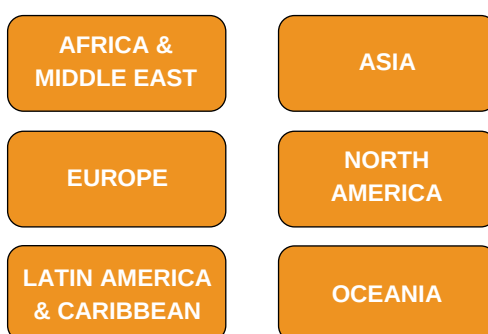 AFRICA &
MIDDLE EAST
ASIA
EUROPE
NORTH
AMERICA
LATIN AMERICA
& CARIBBEAN
OCEANIA